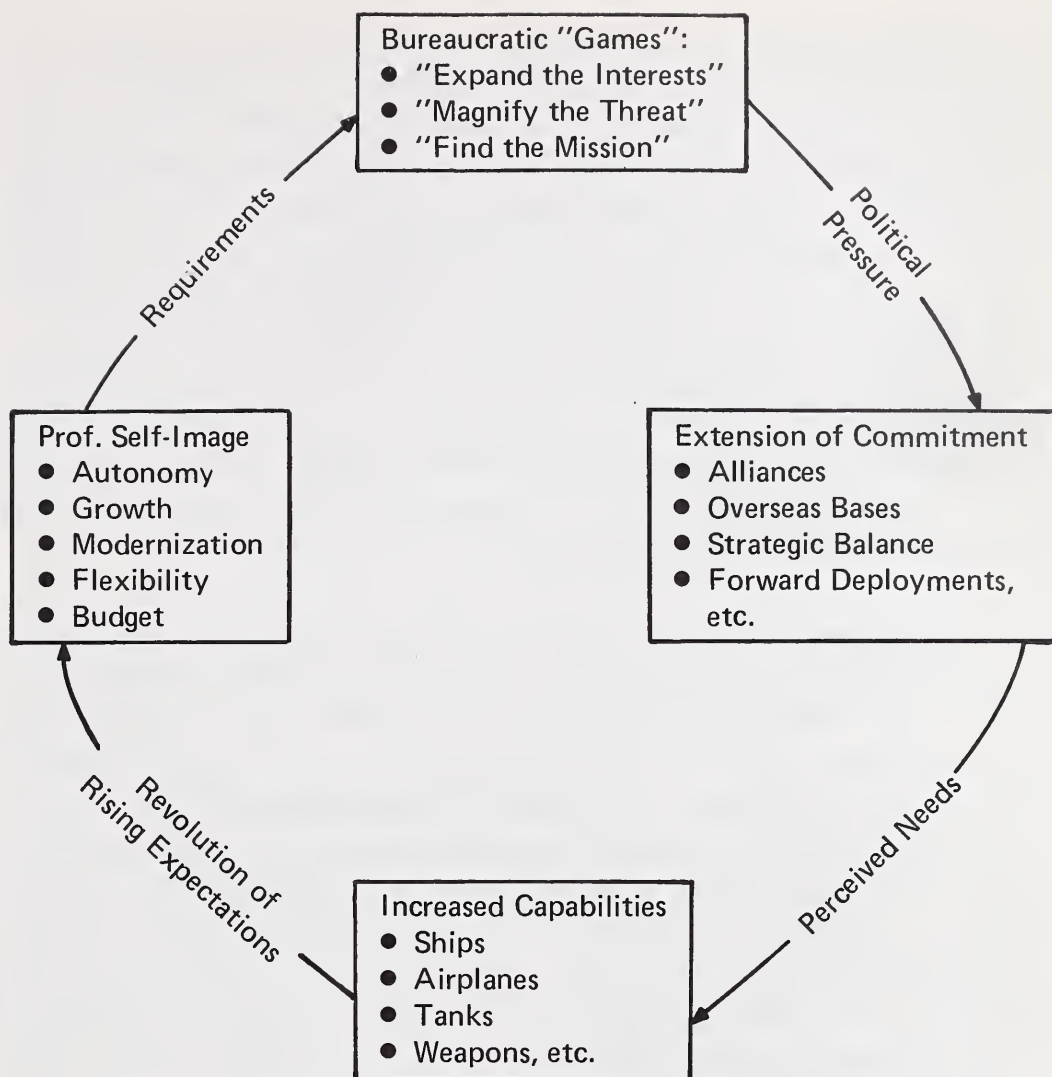 Bureaucratic "Games":
● "Expand the Interests"
● "Magnify the Threat"
● "Find the Mission"
Political
Pressure
Extension of Commitment
● Alliances
● Overseas Bases
● Strategic Balance
● Forward Deployments,
etc.
Perceived Needs
Increased Capabilities
● Ships
● Airplanes
● Tanks
● Weapons, etc.
Revolution of
Rising Expectations
Prof. Self-Image
● Autonomy
● Growth
● Modernization
● Flexibility
● Budget
Requirements